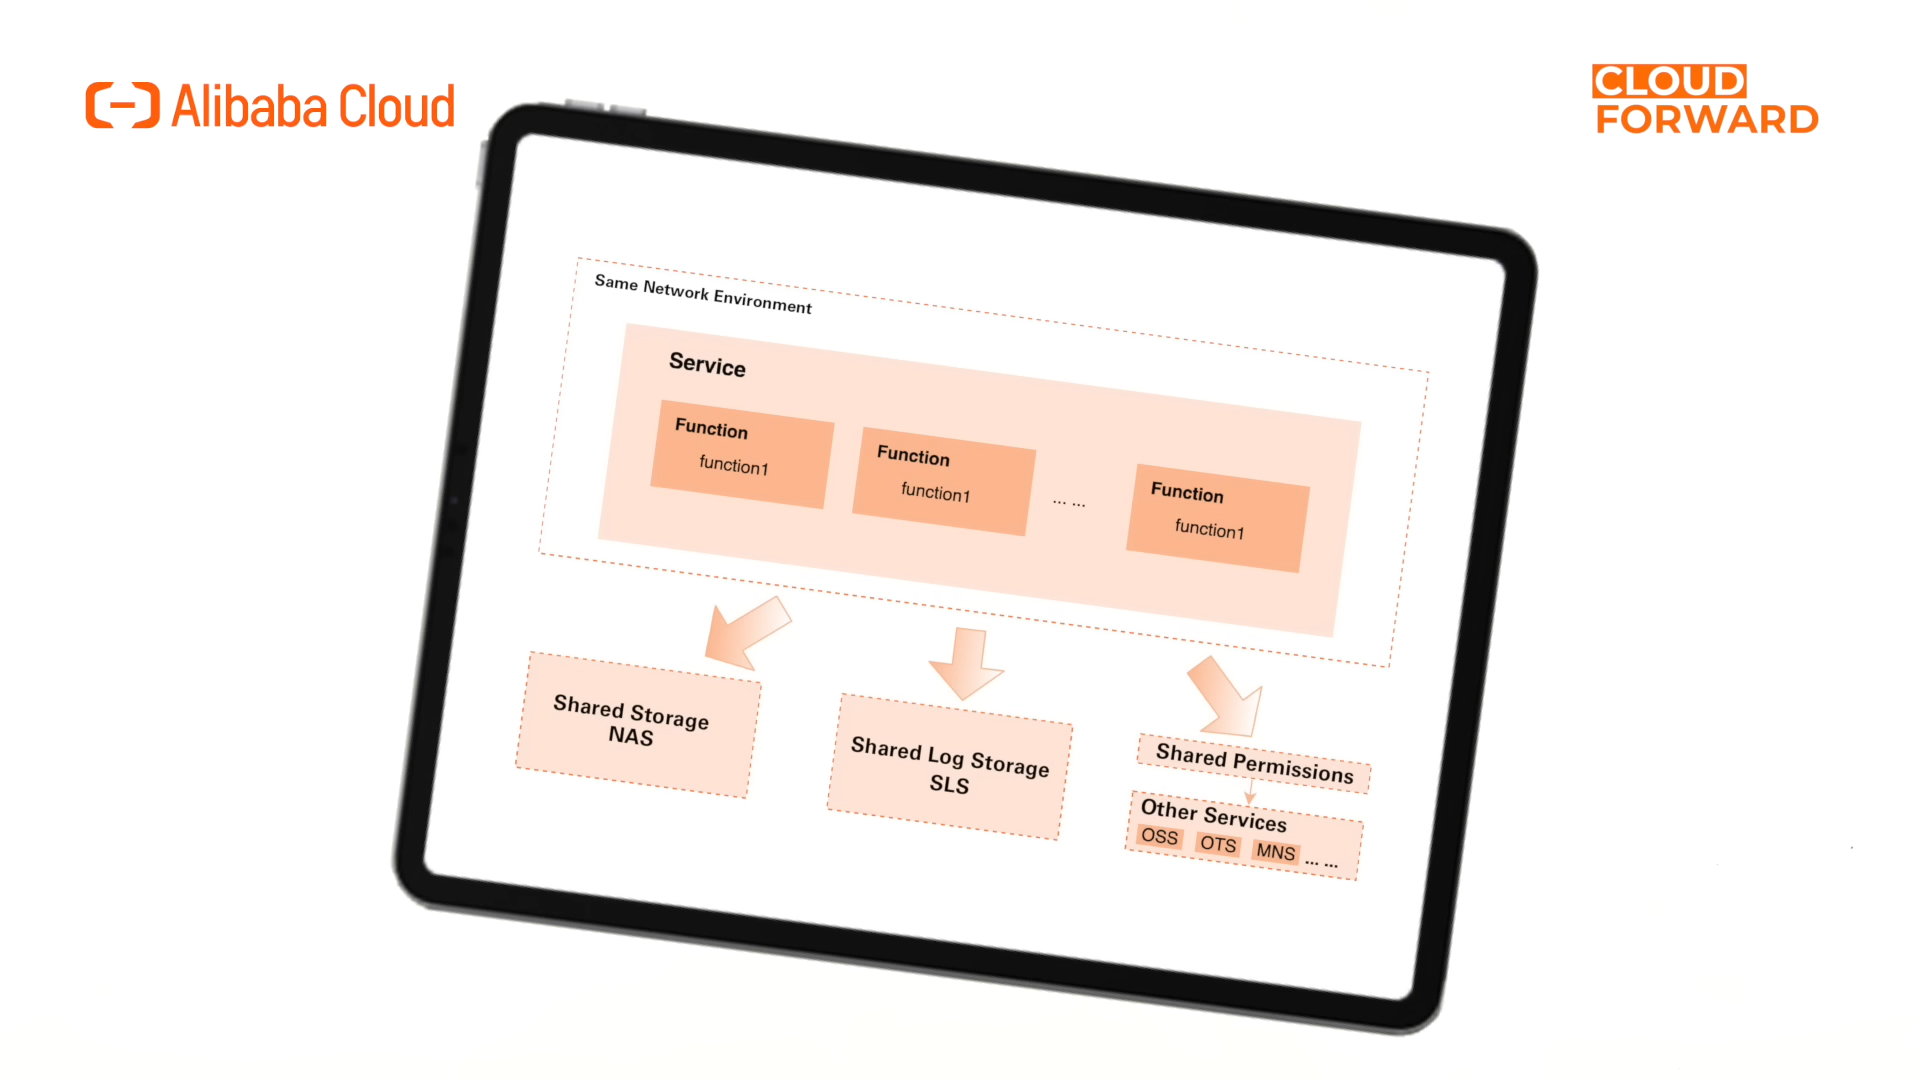 Alibaba Cloud
CLOUD
FORWARD
Same Network Environment
Service
Function
function1
Function
function1
... ...
Function
function1
Shared Storage
NAS
Shared Log Storage
SLS
Shared Permissions
Other Services
OSS OTS MNS ... ...